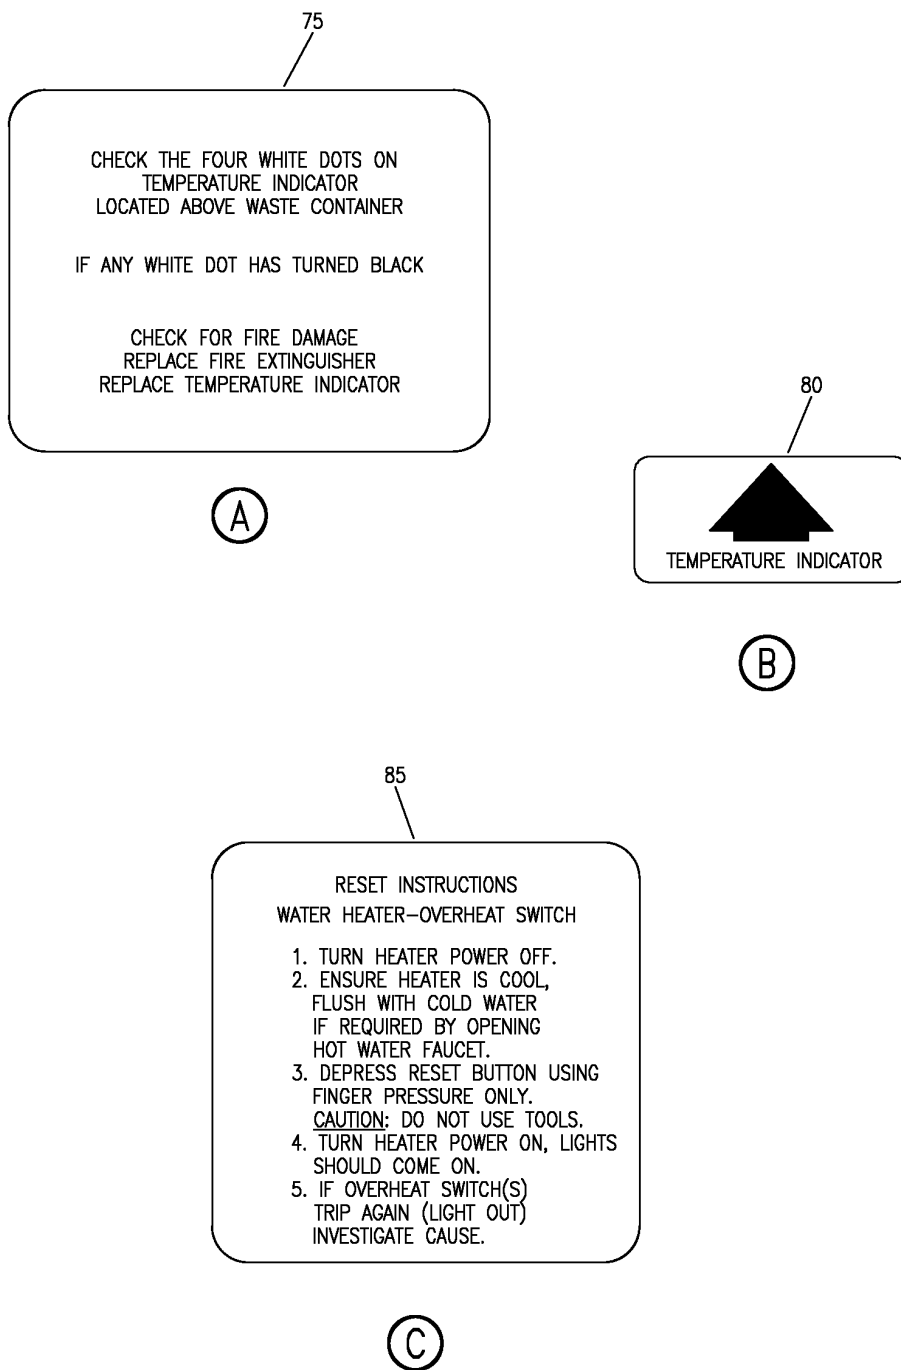 75
CHECK THE FOUR WHITE DOTS ON
TEMPERATURE INDICATOR
LOCATED ABOVE WASTE CONTAINER
IF ANY WHITE DOT HAS TURNED BLACK
CHECK FOR FIRE DAMAGE
REPLACE FIRE EXTINGUISHER
REPLACE TEMPERATURE INDICATOR
A
80
TEMPERATURE INDICATOR
B
85
RESET INSTRUCTIONS
WATER HEATER-OVERHEAT SWITCH
1. TURN HEATER POWER OFF.
2. ENSURE HEATER IS COOL,
FLUSH WITH COLD WATER
IF REQUIRED BY OPENING
HOT WATER FAUCET.
3. DEPRESS RESET BUTTON USING
FINGER PRESSURE ONLY.
CAUTION: DO NOT USE TOOLS.
4. TURN HEATER POWER ON, LIGHTS
SHOULD COME ON.
5. IF OVERHEAT SWITCH(S)
TRIP AGAIN (LIGHT OUT)
INVESTIGATE CAUSE.
C